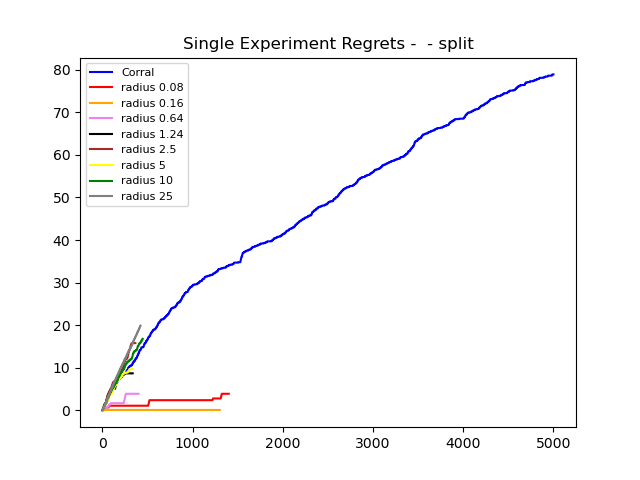 Single Experiment Regrets -  - split
80
70
60
50
40
30
20
10
0
Corral
radius 0.08
radius 0.16
radius 0.64
radius 1.24
radius 2.5
radius 5
radius 10
radius 25
0 1000 2000 3000 4000 5000